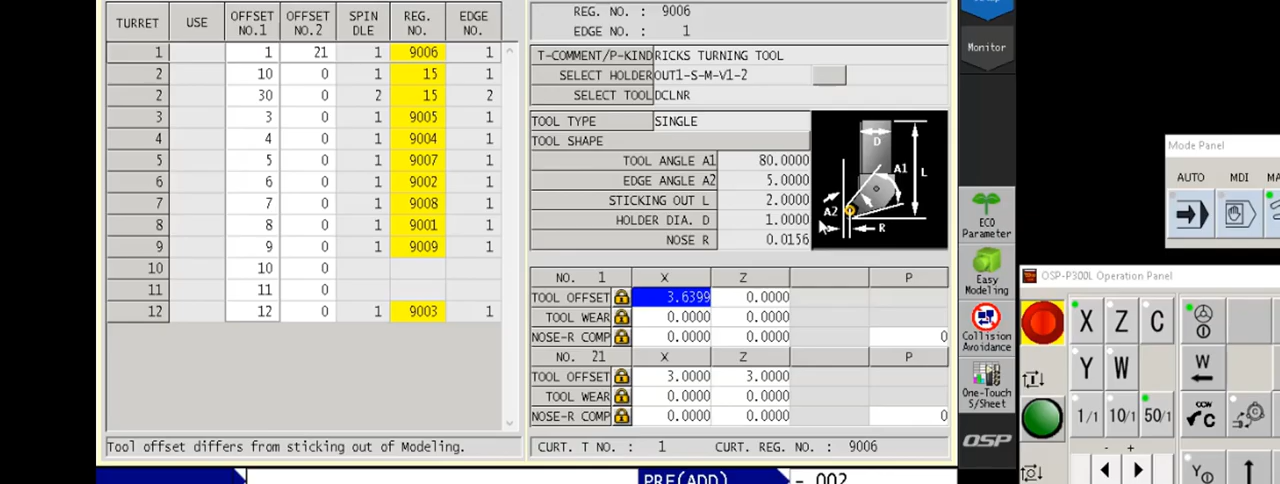 TURRET USE OFFSET NO.1 OFFSET NO.2 SPIN DLE REG. NO. EDGE NO.
1 1 21 1 9006 1
2 10 0 1 15 1
2 30 0 2 15 2
3 3 0 1 9005 1
4 4 0 1 9004 1
5 5 0 1 9007 1
6 6 0 1 9002 1
7 7 0 1 9008 1
8 8 0 1 9001 1
9 9 0 1 9009 1
10 10 0
11 11 0
12 12 0 1 9003 1
Tool offset differs from sticking out of Modeling.
REG. NO. : 9006
EDGE NO. : 1
T-COMMENT/P-KIND RICKS TURNING TOOL
SELECT HOLDER OUT1-S-M-V1-2
SELECT TOOL DCLNR
TOOL TYPE SINGLE
TOOL SHAPE
TOOL ANGLE A1 80.0000
EDGE ANGLE A2 5.0000
STICKING OUT L 2.0000
HOLDER DIA. D 1.0000
NOSE R 0.0156
D
L
A1
A2
R
NO. 1 X Z P
TOOL OFFSET 3.6399 0.0000
TOOL WEAR 0.0000 0.0000
NOSE-R COMP 0.0000 0.0000 0
NO. 21 X Z P
TOOL OFFSET 3.0000 3.0000
TOOL WEAR 0.0000 0.0000
NOSE-R COMP 0.0000 0.0000 0
CURT. T NO. : 1 CURT. REG. NO. : 9006
PRE(ADD) - 002
Monitor
ECO Parameter
Easy Modeling
Collision Avoidance
One-Touch S/Sheet
OSP
Mode Panel
AUTO MDI
OSP-P300L Operation Panel
X Z C
Y W
W
1/1 10/1 50/1
CCW
C
- +
Y